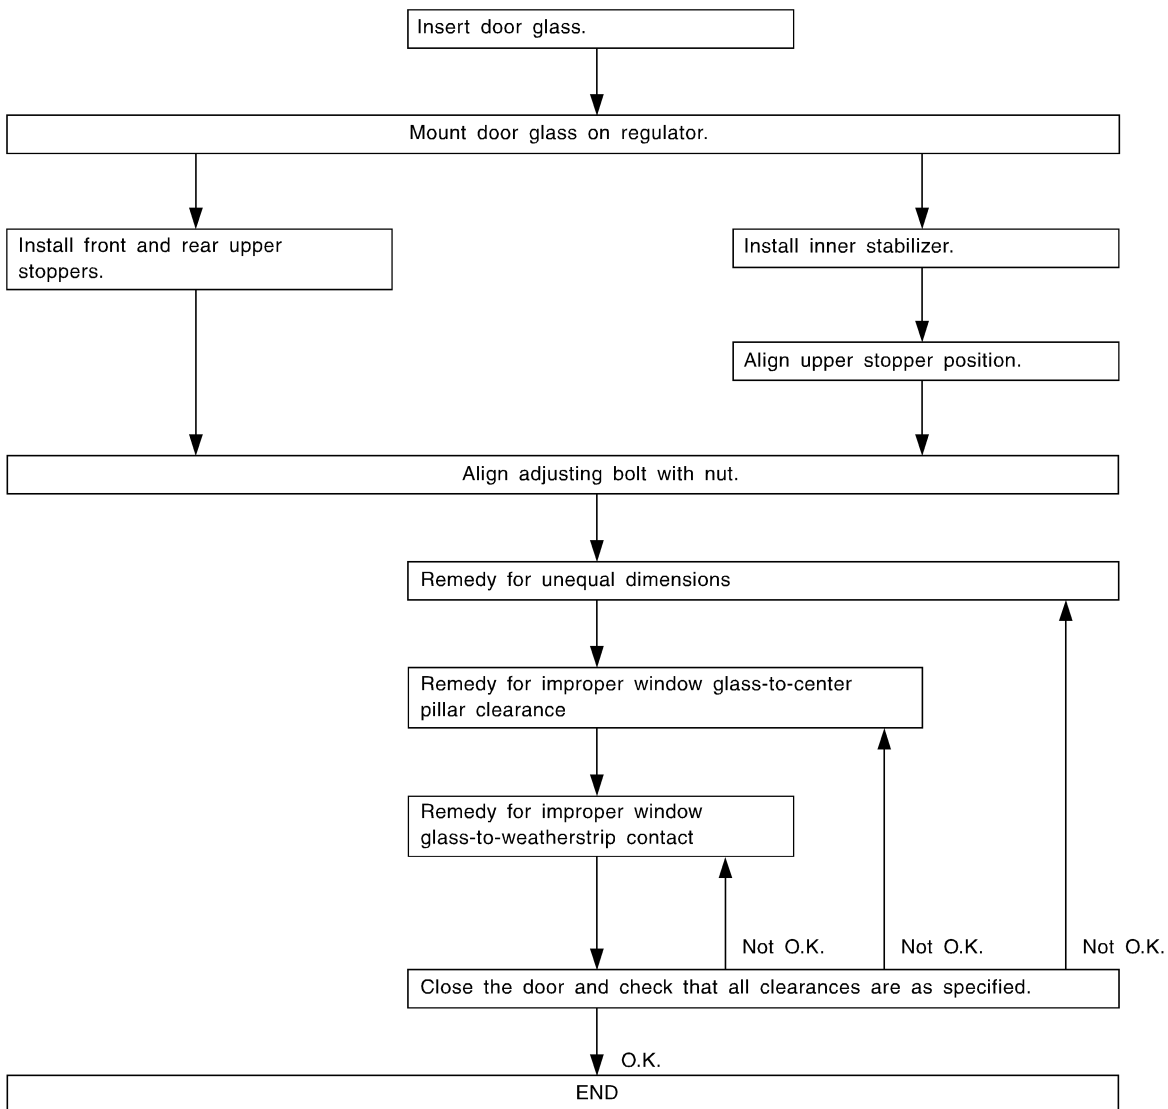 Insert door glass.
Mount door glass on regulator.
Install front and rear upper
stoppers.
Install inner stabilizer.
Align upper stopper position.
Align adjusting bolt with nut.
Remedy for unequal dimensions
Remedy for improper window glass-to-center
pillar clearance
Remedy for improper window
glass-to-weatherstrip contact
Not O.K.
Not O.K.
Not O.K.
Close the door and check that all clearances are as specified.
O.K.
END